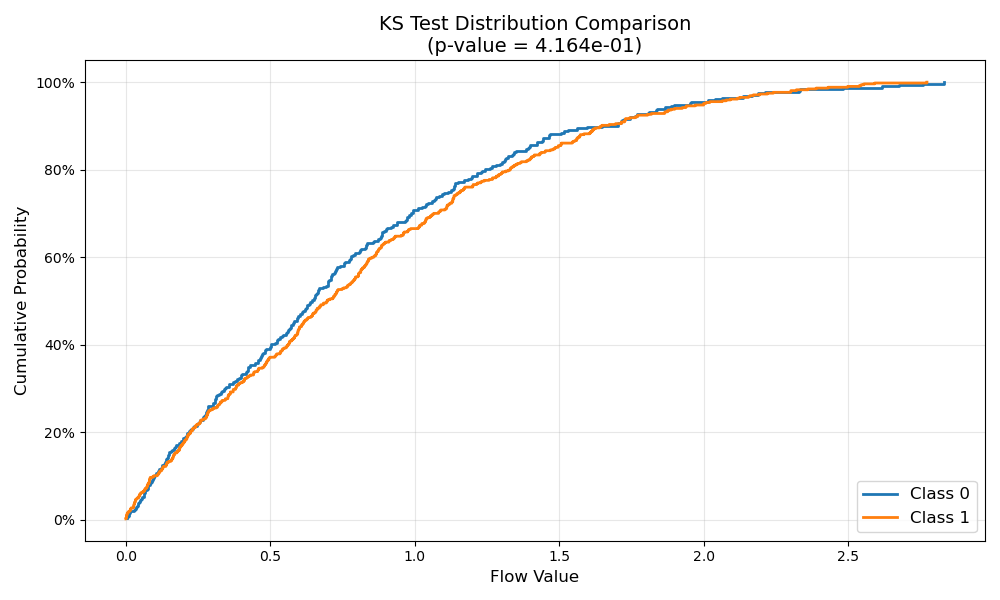 KS Test Distribution Comparison
(p-value = 4.164e-01)
Cumulative Probability
100%
80%
60%
40%
20%
0%
0.0 0.5 1.0 1.5 2.0 2.5
Flow Value
Class 0
Class 1